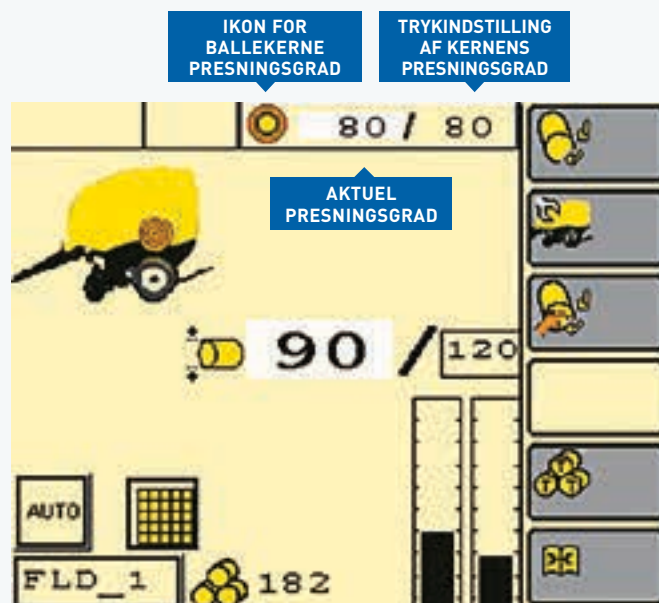 IKON FOR
BALLEKERNE
PRESNINGSGRAD
TRYKINDSTILLING
AF KERNENS
PRESNINGSGRAD
80 / 80
AKTUEL
PRESNINGSGRAD
90 / 120
AUTO
FLD_1
182